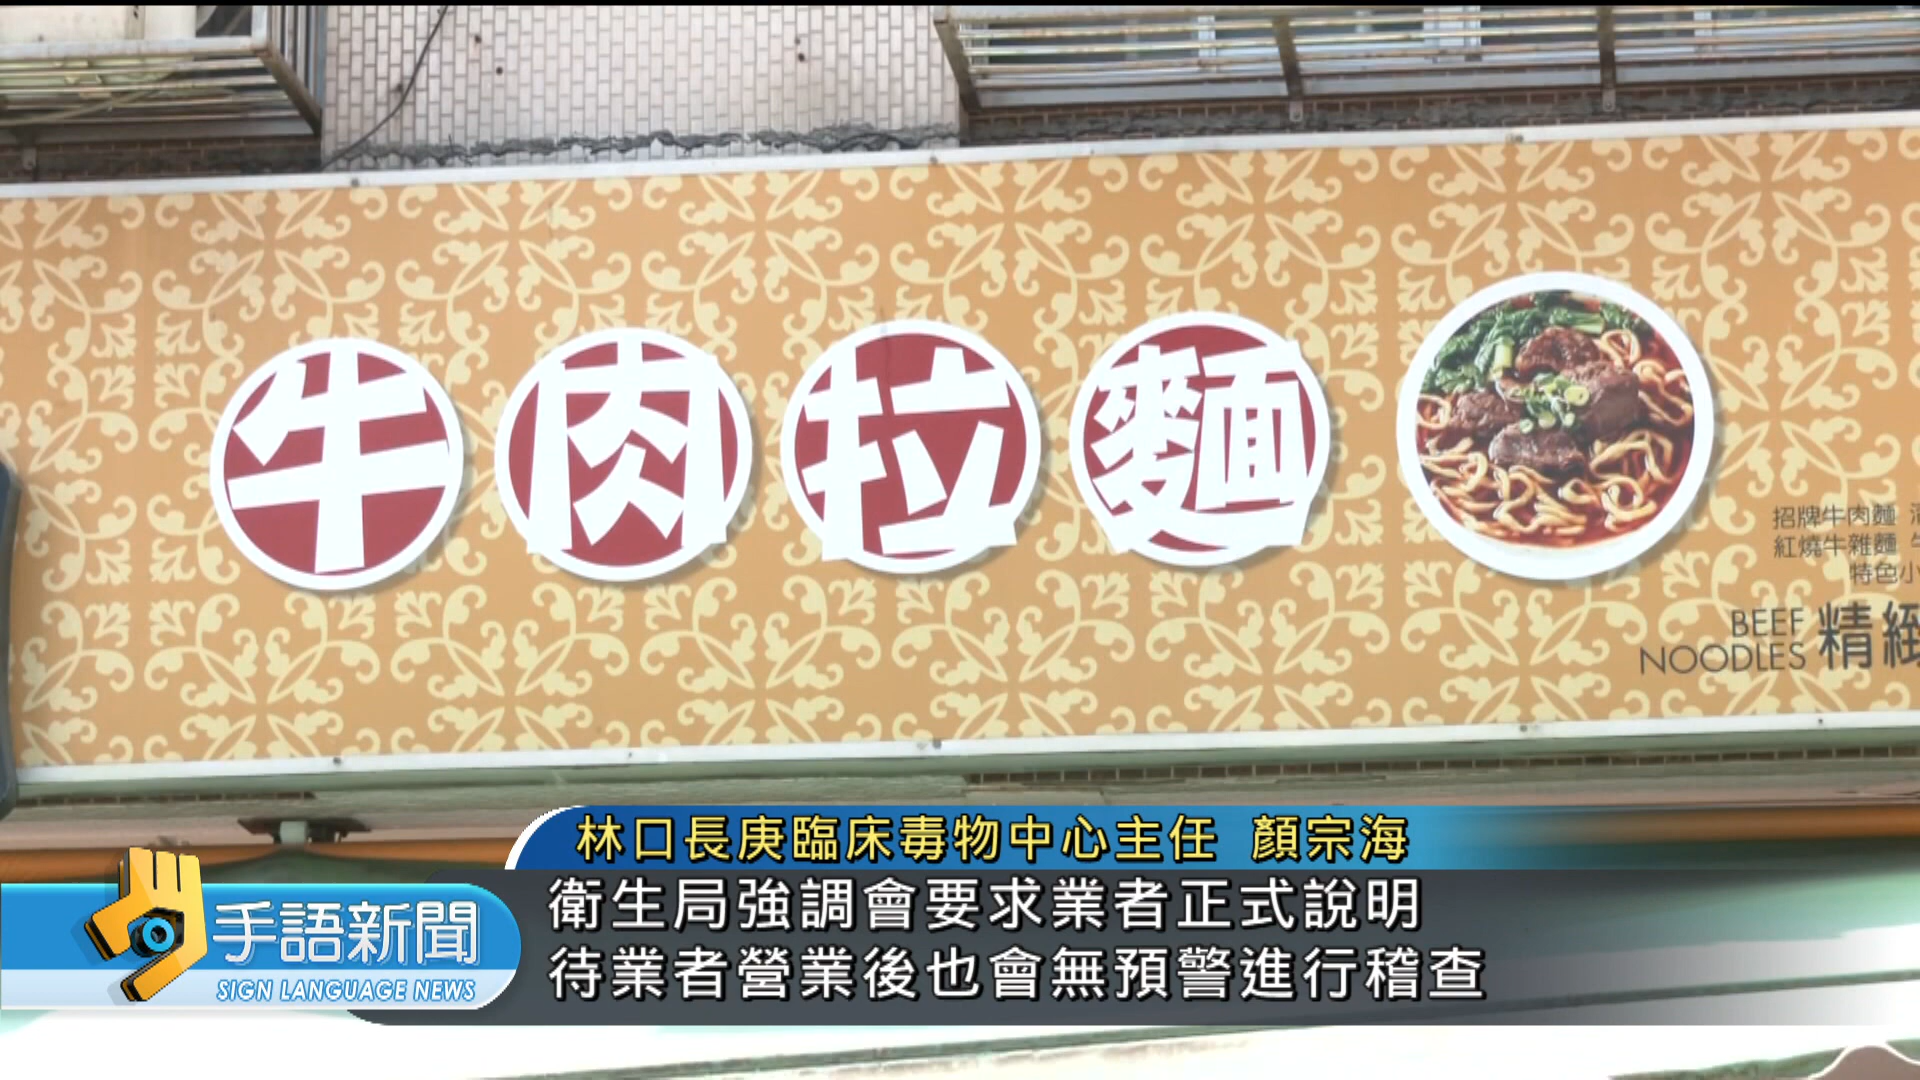 牛肉拉麵
招牌牛肉麵
紅燒牛雜麵
特色小
BEEF
NOODLES
精緻
林口長庚臨床毒物中心主任 顏宗海
衛生局強調會要求業者正式說明
待業者營業後也會無預警進行稽查
手語新聞
SIGN LANGUAGE NEWS